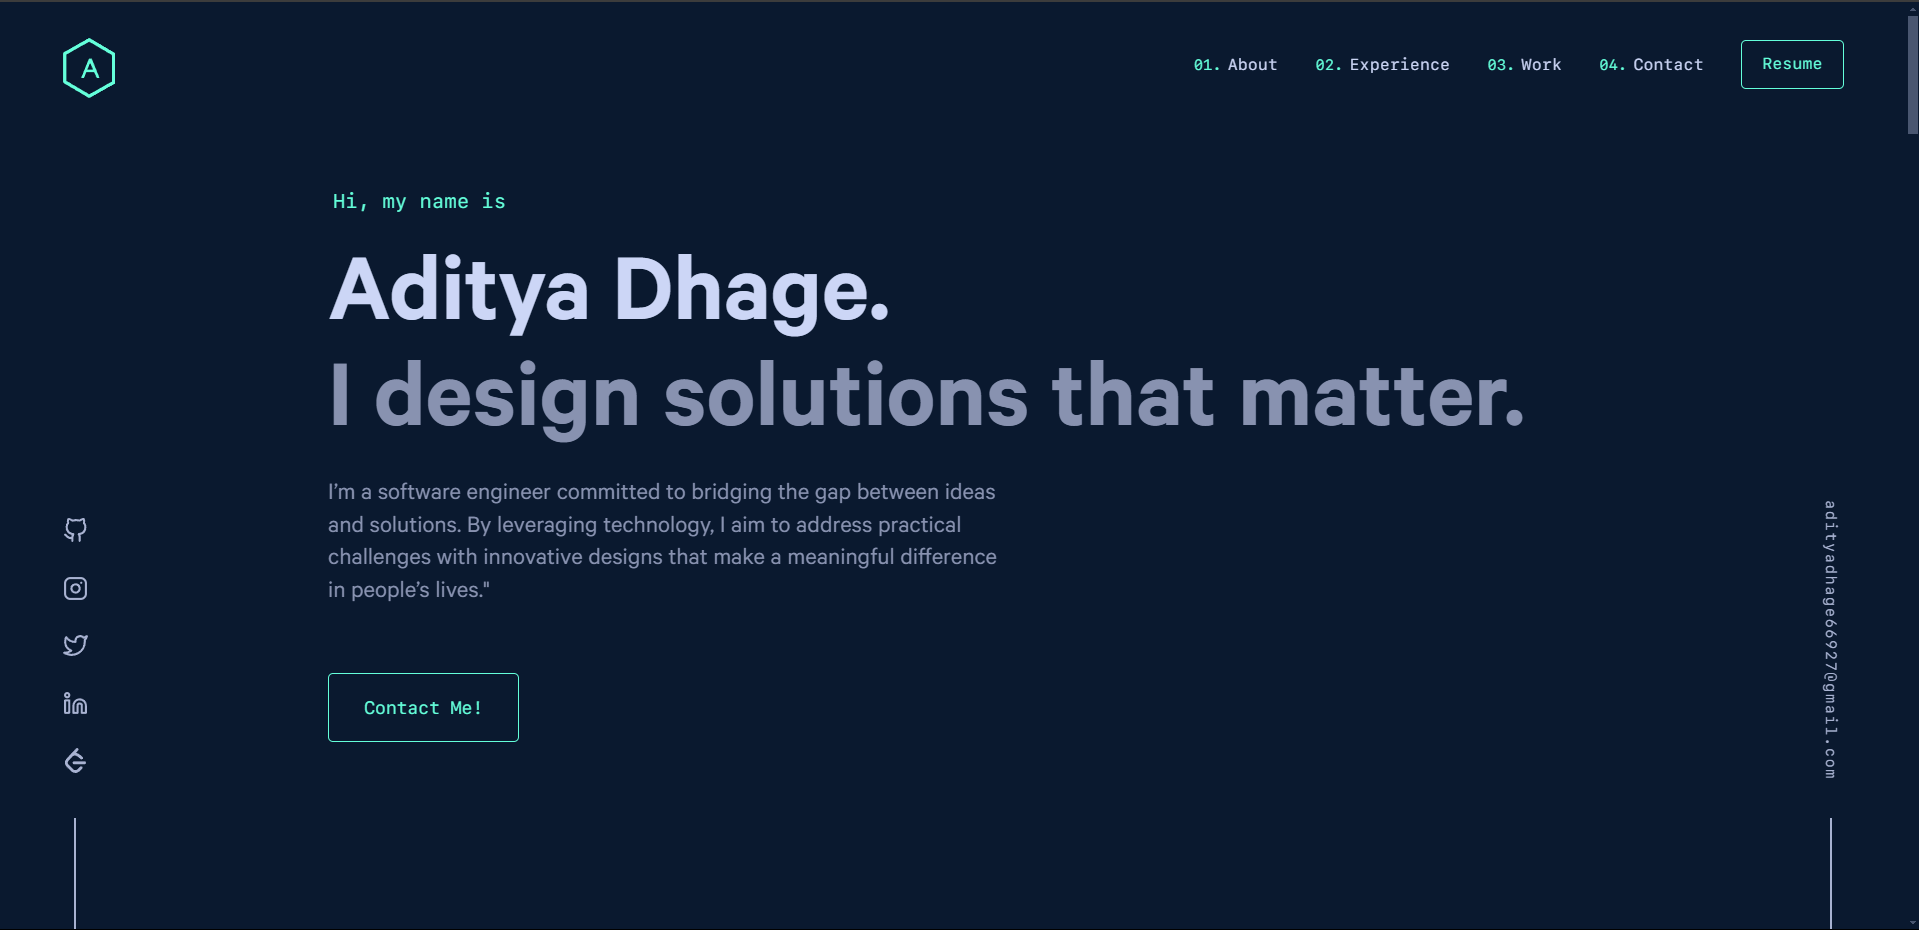 A
01. About
02. Experience
03. Work
04. Contact
Resume
Hi, my name is
Aditya Dhage.
I design solutions that matter.
I’m a software engineer committed to bridging the gap between ideas
and solutions. By leveraging technology, I aim to address practical
challenges with innovative designs that make a meaningful difference
in people’s lives."
Contact Me!
adityadhage66927@gmail.com